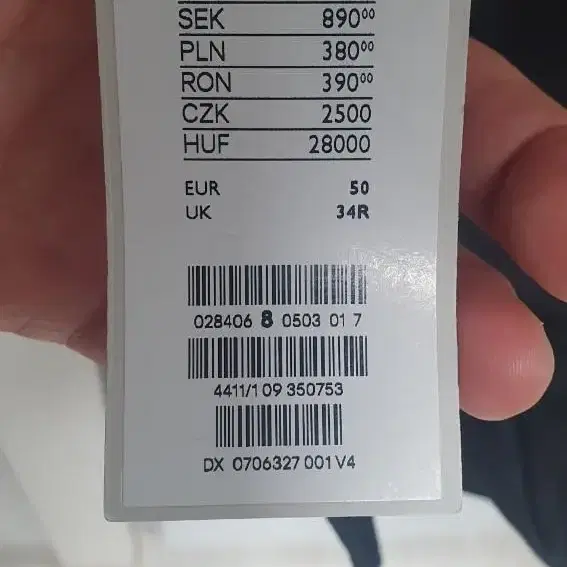 SEK 890⁰⁰
PLN 380⁰⁰
RON 390⁰⁰
CZK 2500
HUF 28000
EUR 50
UK 34R
028406 8 0503 01 7
4411/1 09 350753
DX 0706327 001 V4